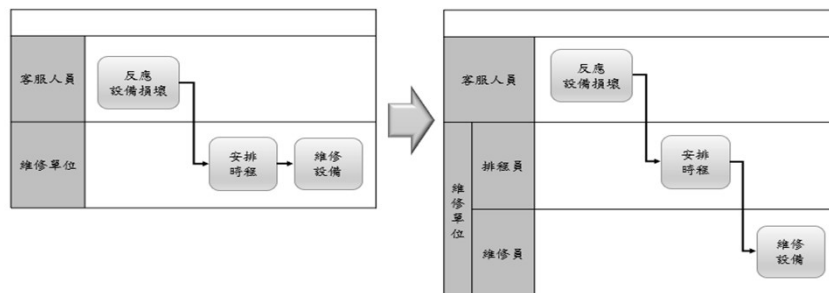 客服人員
反應
設備損壞
維修單位
安排
時程
維修
設備
客服人員
反應
設備損壞
維修單位
排程員
安排
時程
維修員
維修
設備